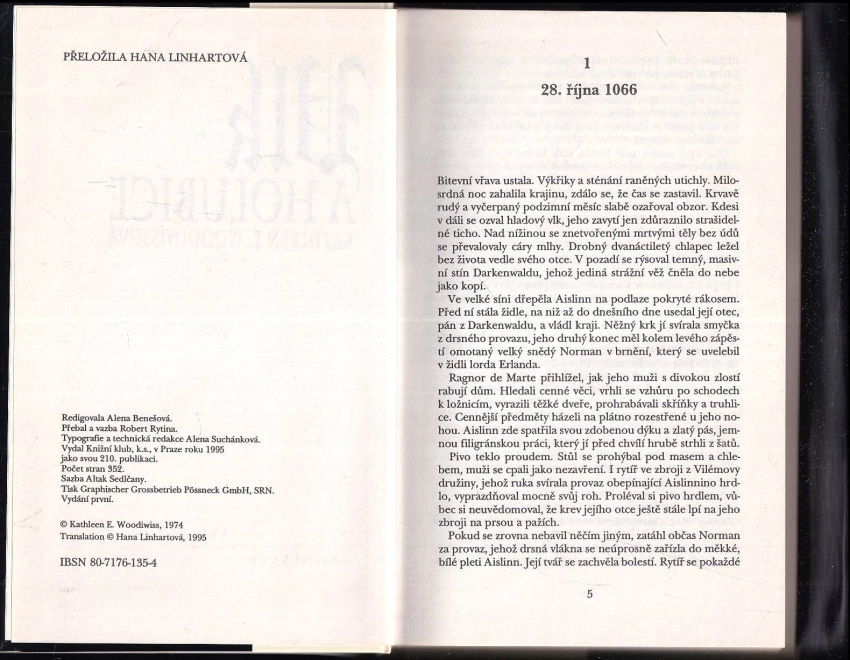 PŘELOŽILA HANA LINHARTOVÁ
Redigovala Alena Benešová.
Přebal a vazba Robert Rytina.
Typografie a technická redakce Alena Suchánková.
Vydal Knižní klub, k.s., v Praze roku 1995
jako svou 210. publikaci.
Počet stran 352.
Sazba Altak Sedlčany.
Tisk Graphischer Grossbetrieb Pössneck GmbH, SRN.
Vydání první.
© Kathleen E. Woodiwiss, 1974
Translation © Hana Linhartová, 1995
IBSN 80-7176-135-4
1
28. října 1066
Bitevní vřava ustala. Výkřiky a sténání raněných utichly. Milo-
srdná noc zahalila krajinu, zdálo se, že čas se zastavil. Krvavě
rudý a vyčerpaný podzimní měsíc slabě ozařoval obzor. Kdesi
v dáli se ozval hladový vlk, jeho zavytí jen zdůraznilo strašidel-
né ticho. Nad nížinou se znetvořenými mrtvými těly bez údů
se převalovaly cáry mlhy. Drobný dvanáctiletý chlapec ležel
bez života vedle svého otce. V pozadí se rýsoval temný, masiv-
ní stín Darkenwaldu, jehož jediná strážní věž čněla do nebe
jako kopí.
Ve velké síni dřepěla Aislinn na podlaze pokryté rákosem.
Před ní stála židle, na niž až do dnešního dne usedal její otec,
pán z Darkenwaldu, a vládl kraji. Něžný krk jí svírala smyčka
z drsného provazu, jeho druhý konec měl kolem levého zápěs-
tí omotaný velký snědý Norman v brnění, který se uvelebil
v židli lorda Erlanda.
Ragnor de Marte přihlížel, jak jeho muži s divokou zlostí
rabují dům. Hledali cenné věci, vrhli se vzhůru po schodech
k ložnicím, vyrazili těžké dveře, prohrabávali skříňky a truhli-
ce. Cennější předměty házeli na plátno rozestřené u jeho no-
hou. Aislinn zde spatřila svou zdobenou dýku a zlatý pás, jem-
nou filigránskou práci, který jí před chvílí hrubě strhli z šatů.
Pivo teklo proudem. Stůl se prohýbal pod masem a chle-
bem, muži se cpali jako nezavření. I rytíř ve zbroji z Vilémovy
družiny, jehož ruka svírala provaz obepínající Aislinnino hrd-
lo, vyprazdňoval mocně svůj roh. Proléval si pivo hrdlem, vů-
bec si neuvědomoval, že krev jejího otce ještě stále lpí na jeho
zbroji na prsou a pažích.
Pokud se zrovna nebavil něčím jiným, zatáhl občas Norman
za provaz, jehož drsná vlákna se neúprosně zařízla do měkké,
bílé pleti Aislinn. Její tvář se zachvěla bolestí. Rytíř se pokaždé
5